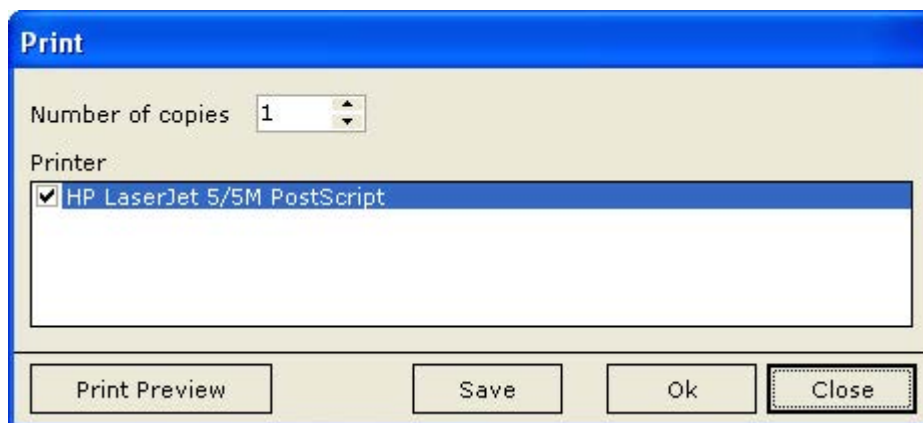 Print
Number of copies 1
Printer
HP LaserJet 5/5M PostScript
Print Preview Save Ok Close